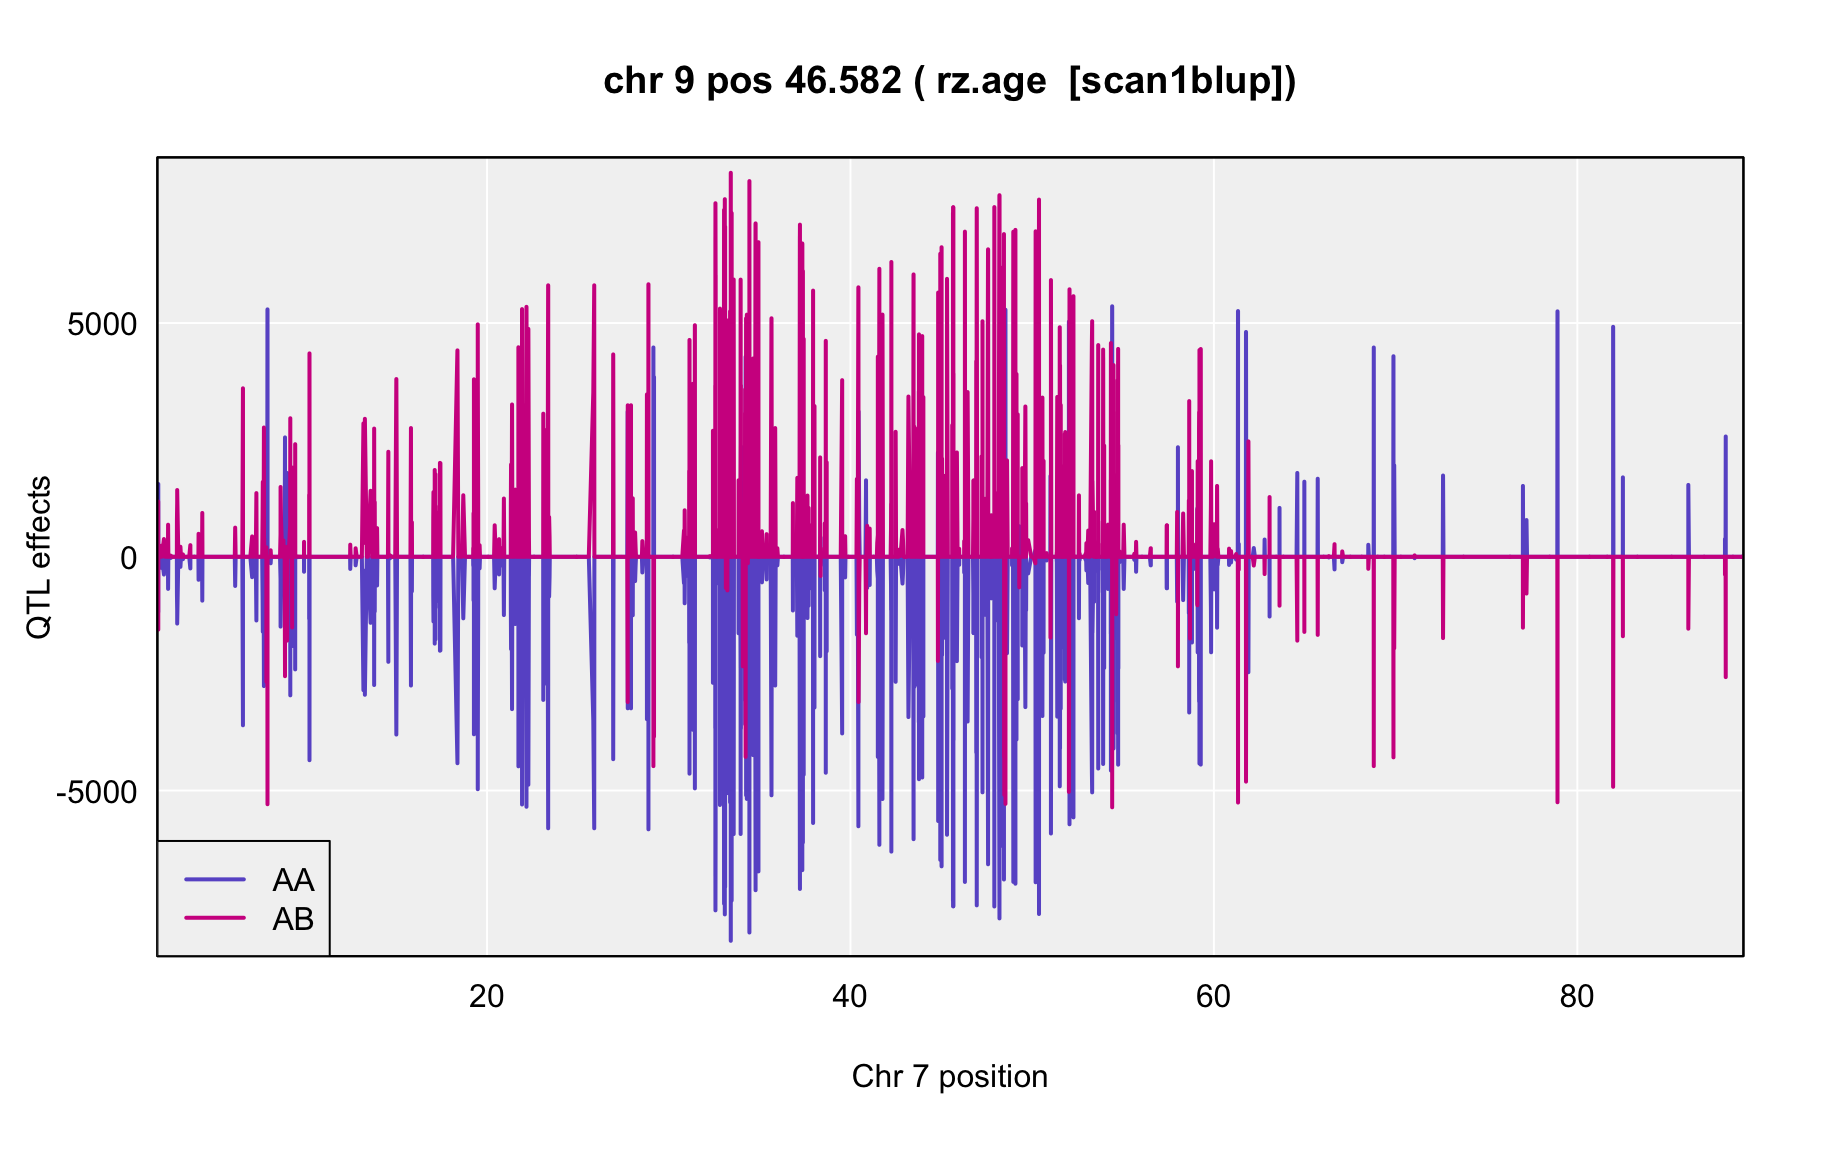 chr 9 pos 46.582 ( rz.age  [scan1blup])
QTL effects
5000
0
-5000
AA
AB
20
40
60
80
Chr 7 position